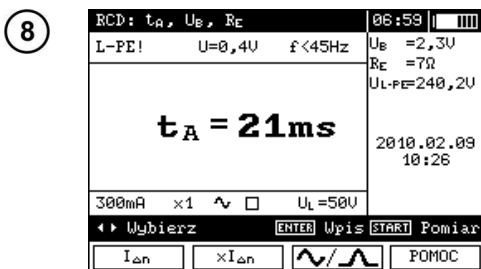 8
RCD: tA, UB, RE 06:59
L-PE! U=0,4V f<45Hz
UB =2,3V
RE =7Ω
UL-PE=240,2V
tA = 21ms
2010.02.09
10:26
300mA ×1 UL=50V
Wybierz ENTER Wpis START Pomiar
IΔn ×IΔn / POMOC